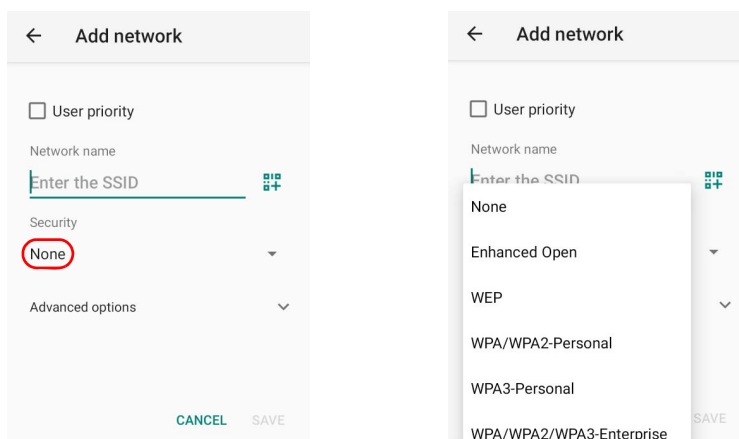 Add network
User priority
Network name
Enter the SSID
Security
None
Advanced options
CANCEL SAVE
Add network
User priority
Network name
Enter the SSID
None
Enhanced Open
WEP
WPA/WPA2-Personal
WPA3-Personal
WPA/WPA2/WPA3-Enterprise
SAVE